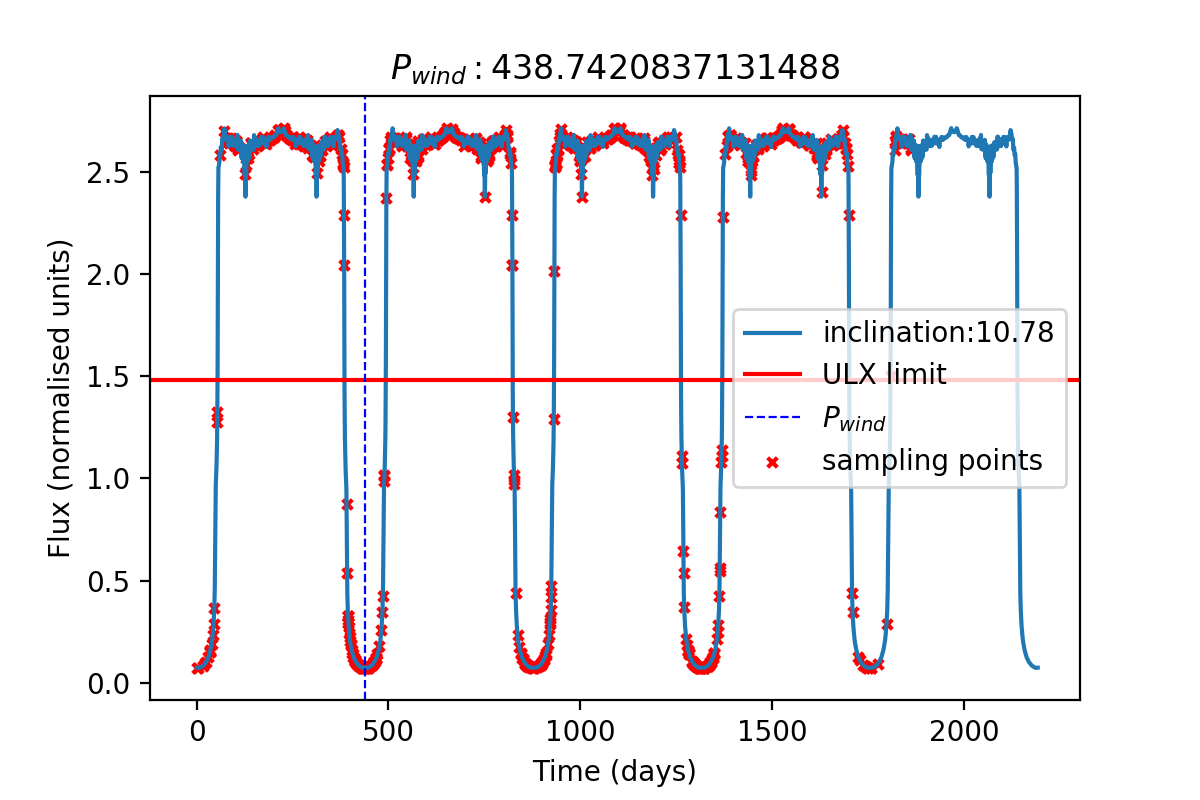 P_wind : 438.7420837131488
2.5
2.0
1.5
1.0
0.5
0.0
Flux (normalised units)
inclination:10.78
ULX limit
P_wind
sampling points
0 500 1000 1500 2000
Time (days)